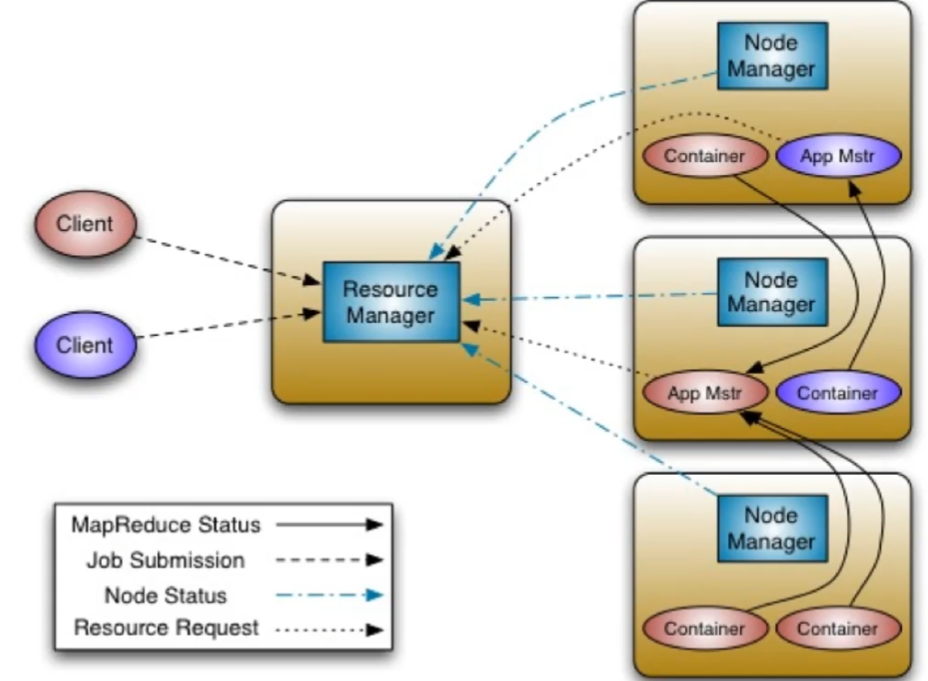 Node
Manager
Container
App Mstr
Client
Resource
Manager
Client
Node
Manager
App Mstr
Container
Node
Manager
Container
Container
MapReduce Status
Job Submission
Node Status
Resource Request